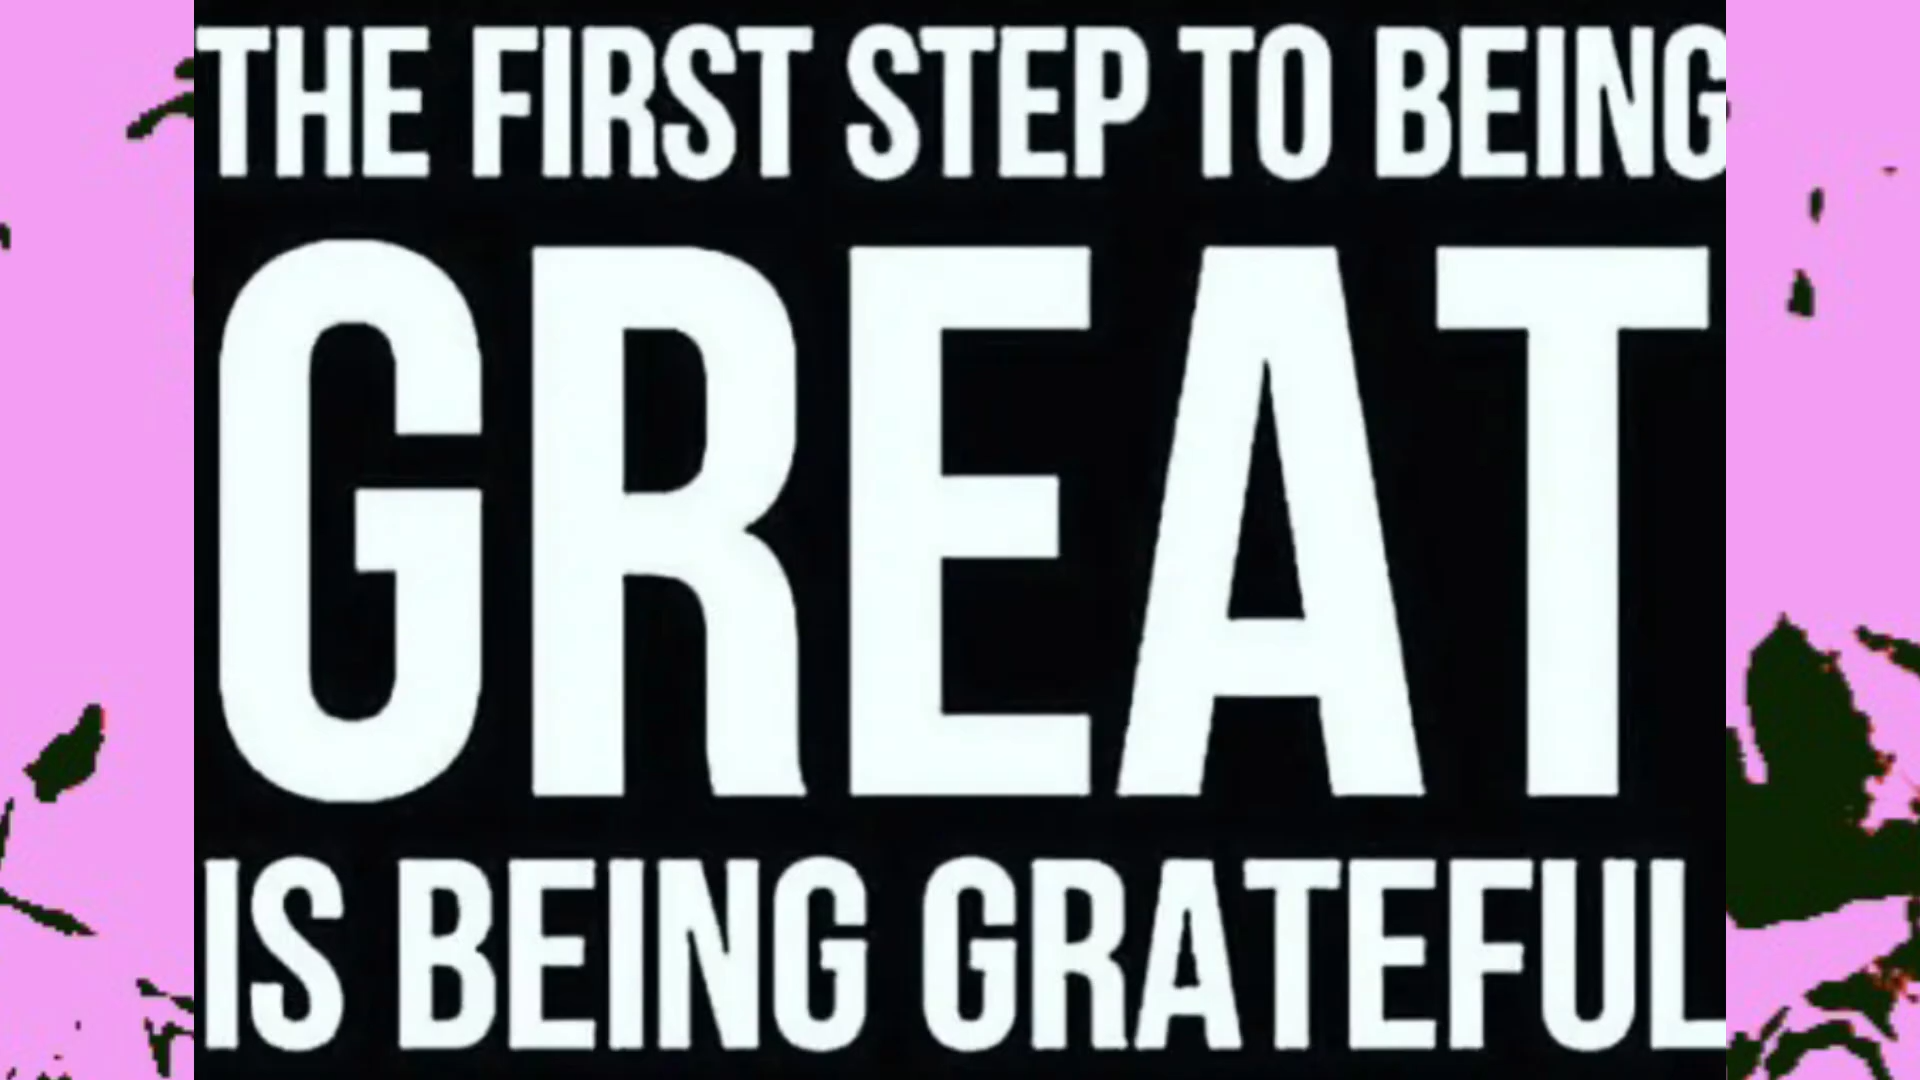 THE FIRST STEP TO BEING
GREAT
IS BEING GRATEFUL